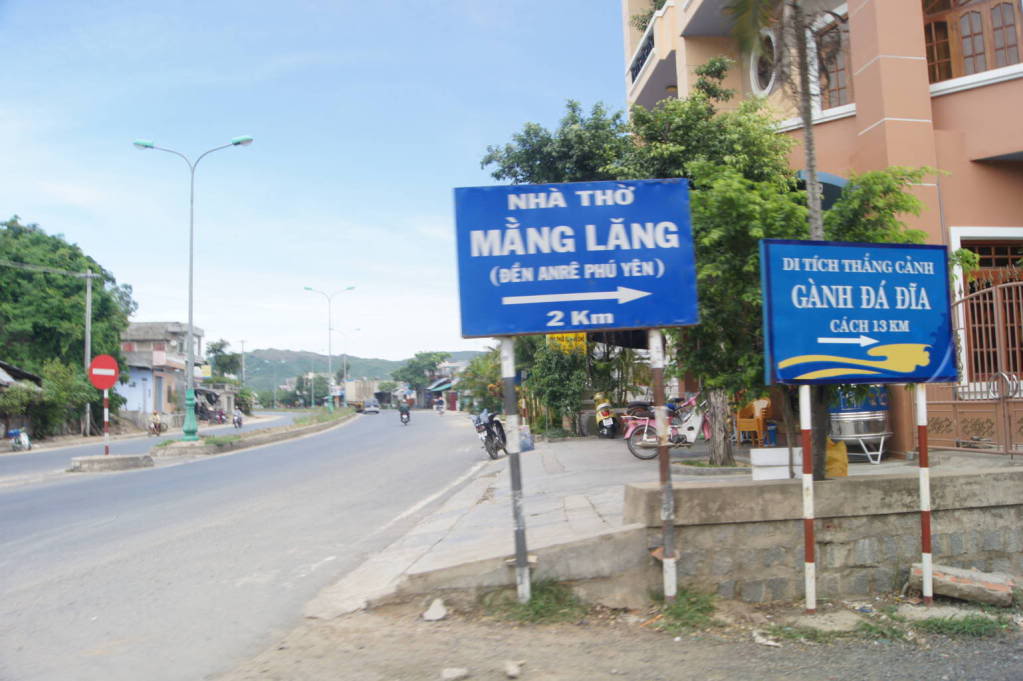 NHÀ THỜ
MẰNG LĂNG
(ĐỀN ANRÊ PHÚ YÊN)
2 Km
DI TÍCH THẮNG CẢNH
GÀNH ĐÁ ĐĨA
CÁCH 13 KM